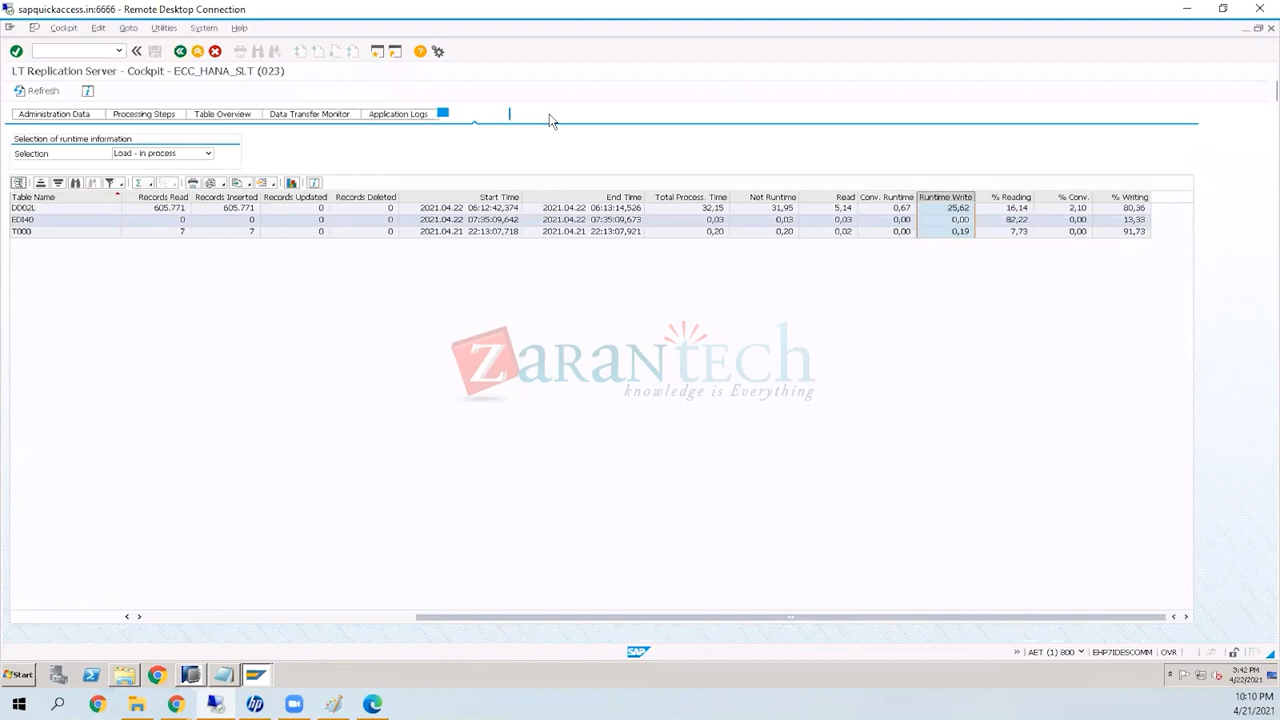 sapquickaccess.in:6666 - Remote Desktop Connection
Cockpit Edit Goto Utilities System Help
LT Replication Server - Cockpit - ECC_HANA_SLT (023)
Refresh
Administration Data Processing Steps Table Overview Data Transfer Monitor Application Logs
Selection of runtime information
Selection Load - in process
Table Name Records Read Records Inserted Records Updated Records Deleted Start Time End Time Total Process. Time Net Runtime Read Conv. Runtime Runtime Write % Reading % Conv. % Writing
DD02L 605.771 605.771 0 0 2021.04.22 06:12:42,374 2021.04.22 06:13:14,526 32,15 31,95 5,14 0,67 25,62 16,14 2,10 80,36
EDI40 0 0 0 0 2021.04.22 07:35:09,642 2021.04.22 07:35:09,673 0,03 0,03 0,03 0,00 0,00 82,22 0,00 13,33
T000 7 7 0 0 2021.04.21 22:13:07,718 2021.04.21 22:13:07,921 0,20 0,20 0,02 0,00 0,19 7,73 0,00 91,73
ZaranTech
knowledge is Everything
SAP
AET (1) 800 EHP7IDESCOMM OVR
Start
3:42 PM
4/22/2021
10:10 PM
4/21/2021